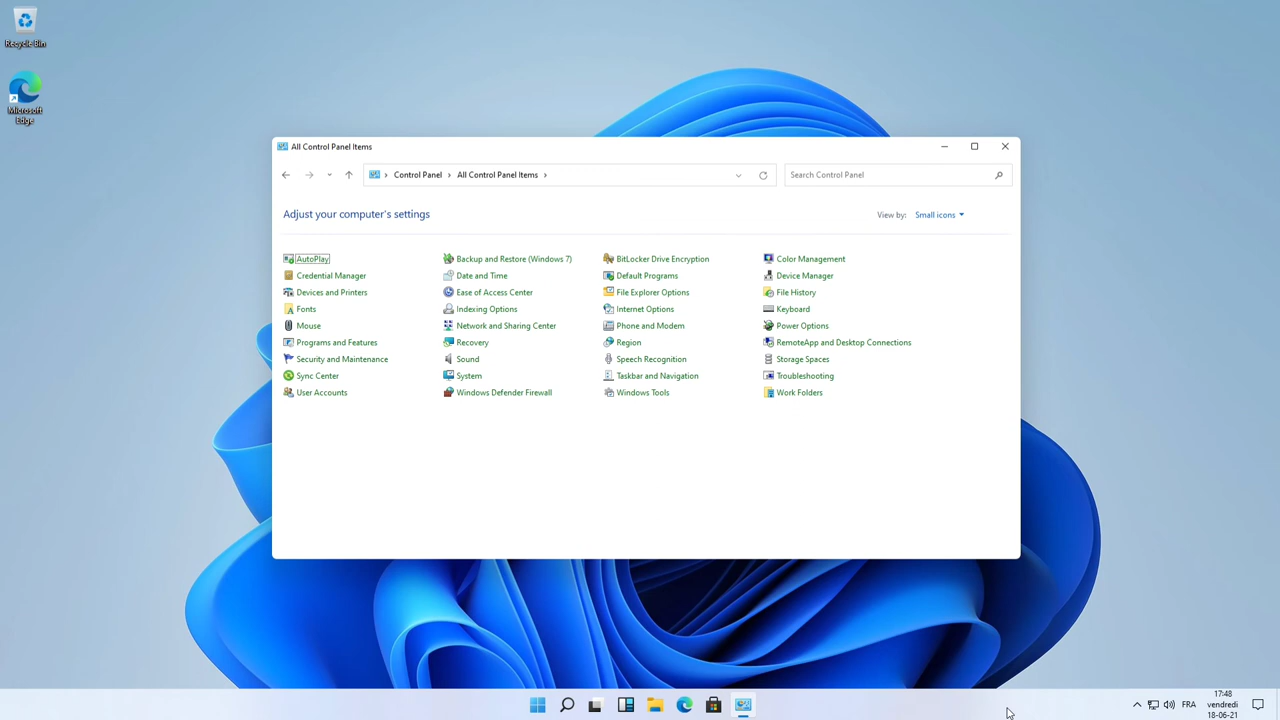 Recycle Bin
Microsoft
Edge
All Control Panel Items
Control Panel
All Control Panel Items
Search Control Panel
Adjust your computer's settings
View by:
Small icons
AutoPlay
Backup and Restore (Windows 7)
BitLocker Drive Encryption
Color Management
Credential Manager
Date and Time
Default Programs
Device Manager
Devices and Printers
Ease of Access Center
File Explorer Options
File History
Fonts
Indexing Options
Internet Options
Keyboard
Mouse
Network and Sharing Center
Phone and Modem
Power Options
Programs and Features
Recovery
Region
RemoteApp and Desktop Connections
Security and Maintenance
Sound
Speech Recognition
Storage Spaces
Sync Center
System
Taskbar and Navigation
Troubleshooting
User Accounts
Windows Defender Firewall
Windows Tools
Work Folders
FRA
17:48
vendredi
18-06-21